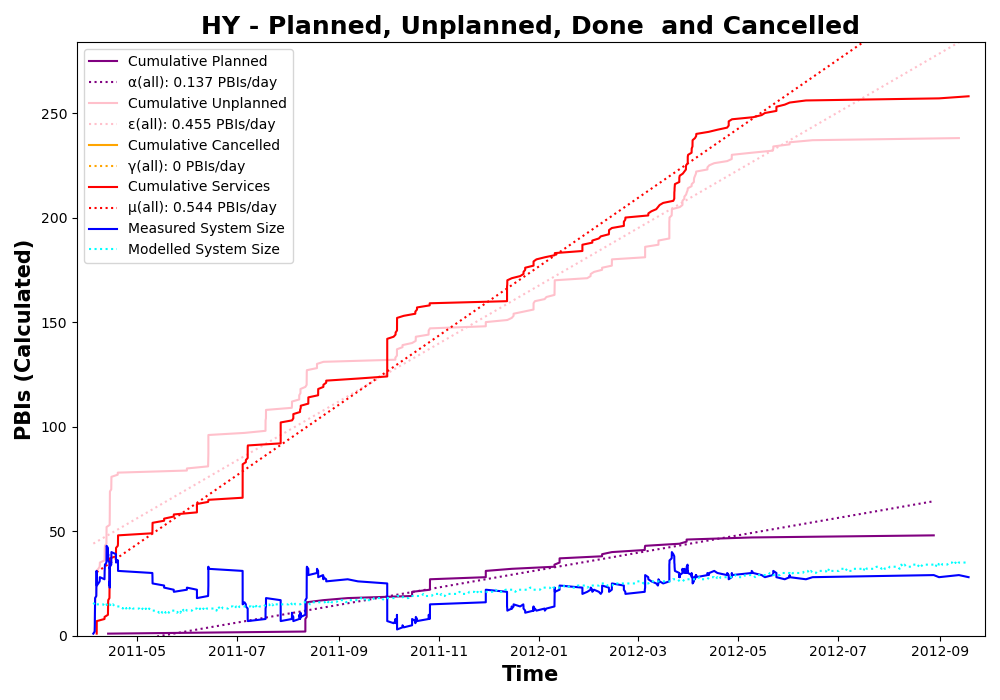 HY - Planned, Unplanned, Done  and Cancelled
Cumulative Planned
α(all): 0.137 PBIs/day
Cumulative Unplanned
ε(all): 0.455 PBIs/day
Cumulative Cancelled
γ(all): 0 PBIs/day
Cumulative Services
μ(all): 0.544 PBIs/day
Measured System Size
Modelled System Size
PBIs (Calculated)
250
200
150
100
50
0
2011-05 2011-07 2011-09 2011-11 2012-01 2012-03 2012-05 2012-07 2012-09
Time